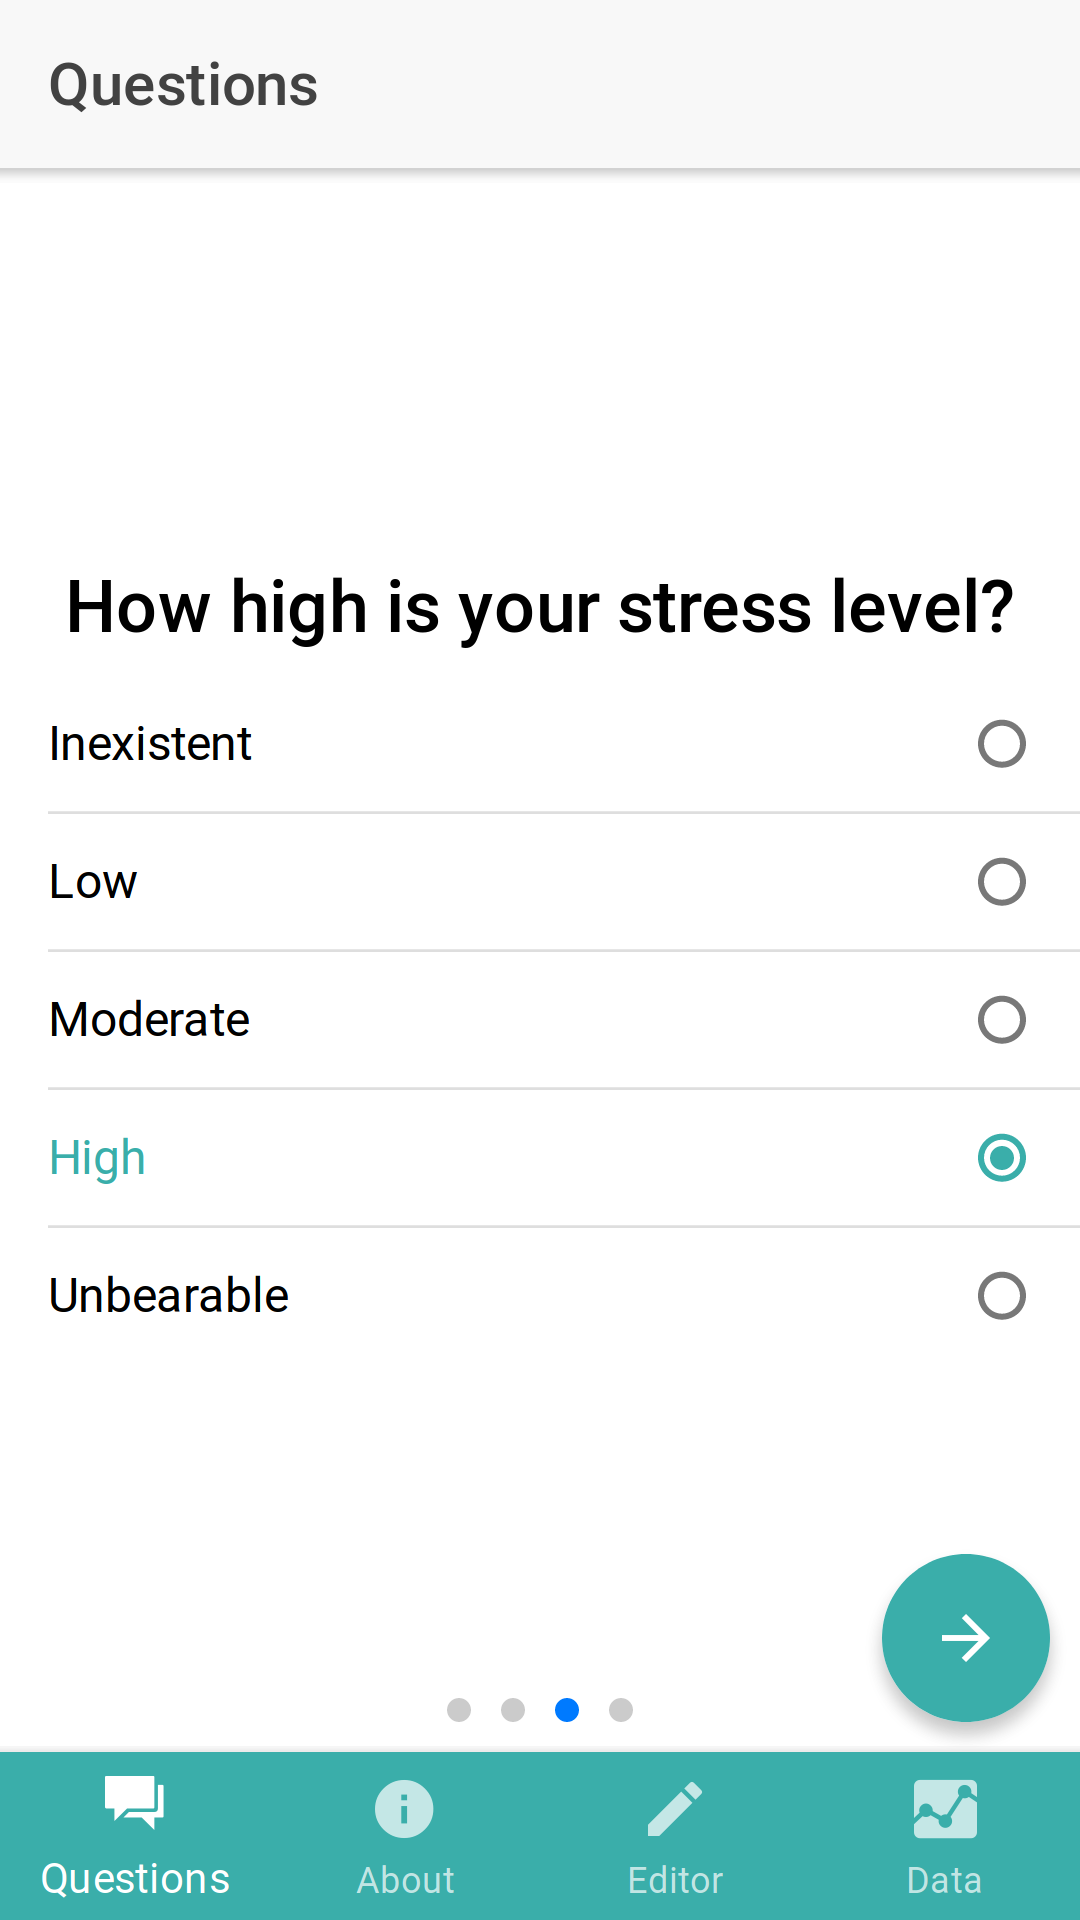 Questions
How high is your stress level?
Inexistent
Low
Moderate
High
Unbearable
Questions
About
Editor
Data